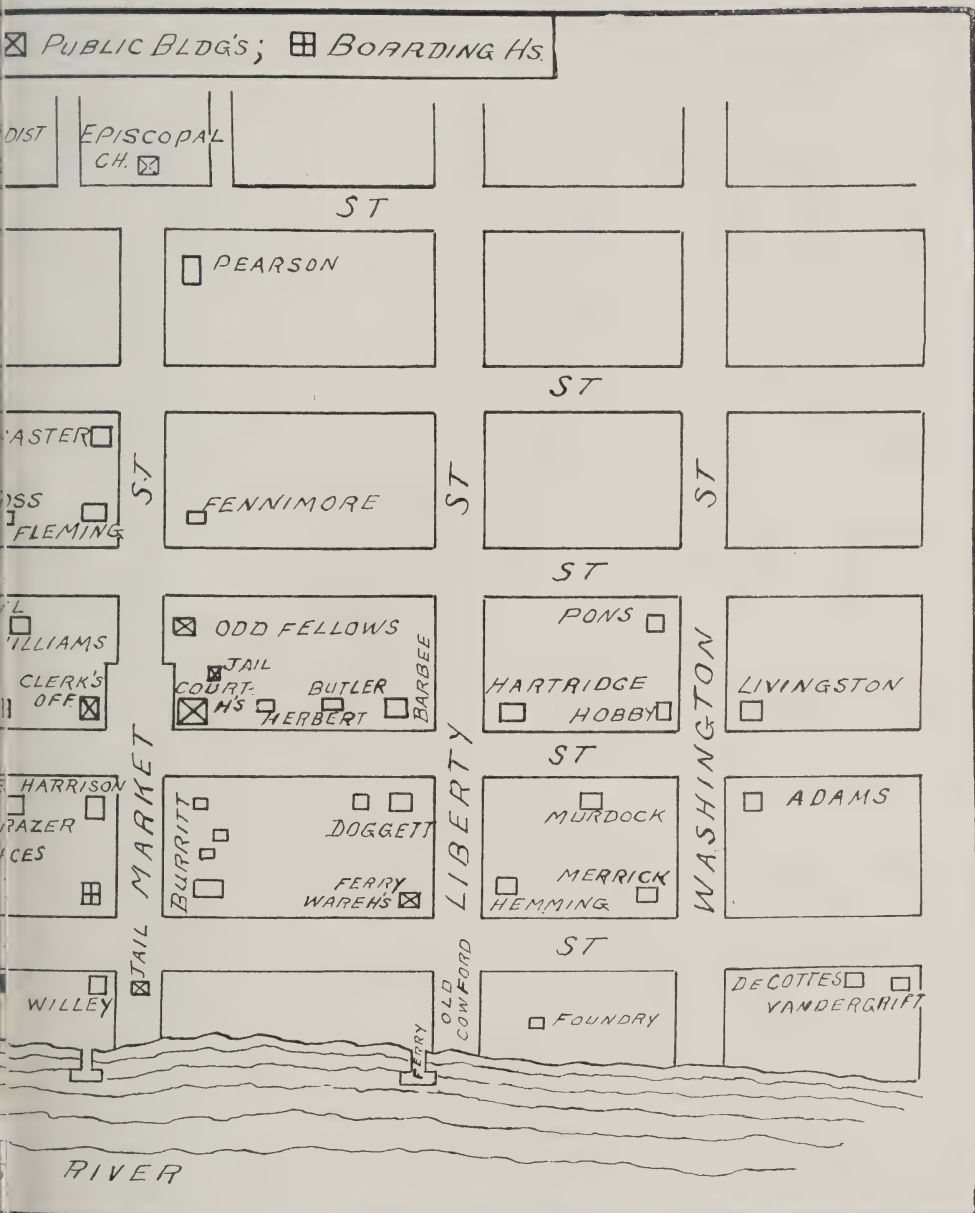 PUBLIC BLDG'S; BOARDING HS.
DIST
EPISCOPAL
CH.
ST
PEARSON
ST
FENNIMORE
FLEMING
ST
ST
ST
ST
ODD FELLOWS
JAIL
COURT-
H'S
HERBERT
BUTLER
BARBEE
CLERK'S
OFF.
PONS
HARTRIDGE
HOBBY
LIVINGSTON
ST
HARRISON
MARKET
BURRITT
DOGGETT
FERRY
WAREH'S
LIBERTY
MURDOCK
MERRICK
HEMMING
WASHINGTON
ADAMS
ST
WILLEY
JAIL
OLD
COWFORD
FERRY
FOUNDRY
DECOTTES
VANDERGRIFT
RIVER